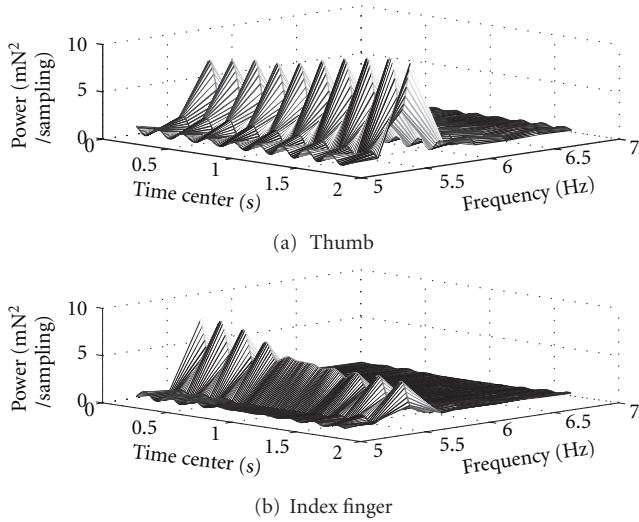 10
5
0
Power (mN2
/sampling)
0.5
1
1.5
2
Time center (s)
5
5.5
6
6.5
7
Frequency (Hz)
(a) Thumb
10
5
0
Power (mN2
/sampling)
0.5
1
1.5
2
Time center (s)
5
5.5
6
6.5
7
Frequency (Hz)
(b) Index finger